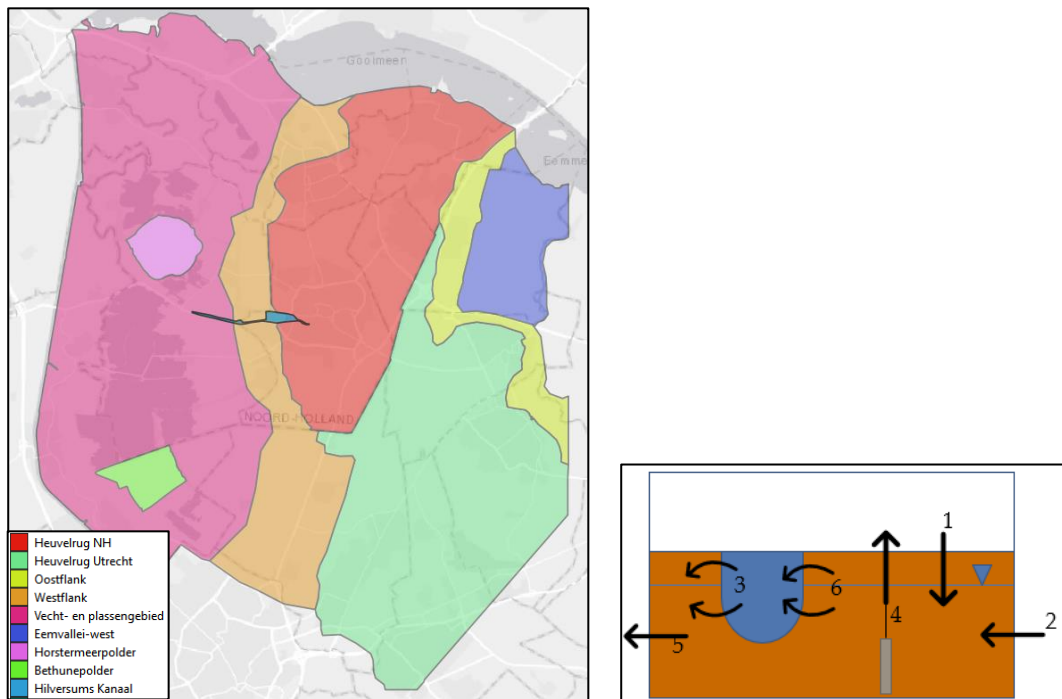 Gooimeer
Eemme
NOORD-HOLLAND
Heuvelrug NH
Heuvelrug Utrecht
Oostflank
Westflank
Vecht- en plassengebied
Eemvallei-west
Horstermeerpolder
Bethunepolder
Hilversums Kanaal
1
2
3
4
5
6